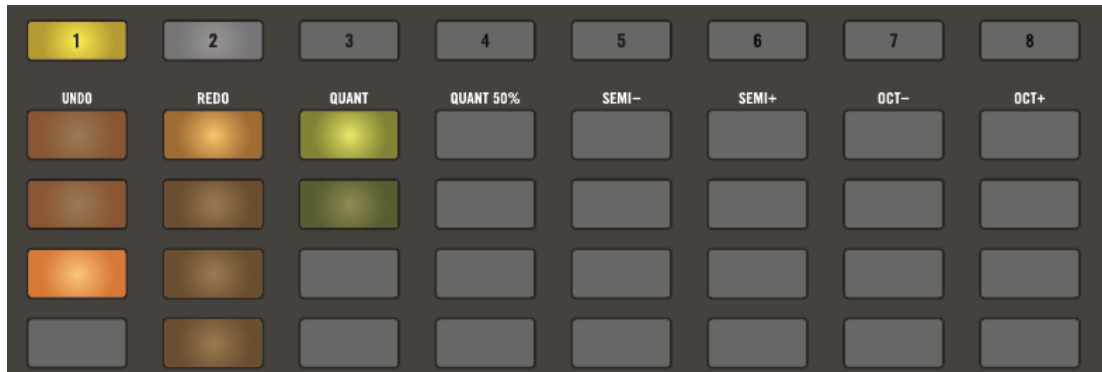 1 2 3 4 5 6 7 8
UNDO REDO QUANT QUANT 50% SEMI− SEMI+ OCT− OCT+